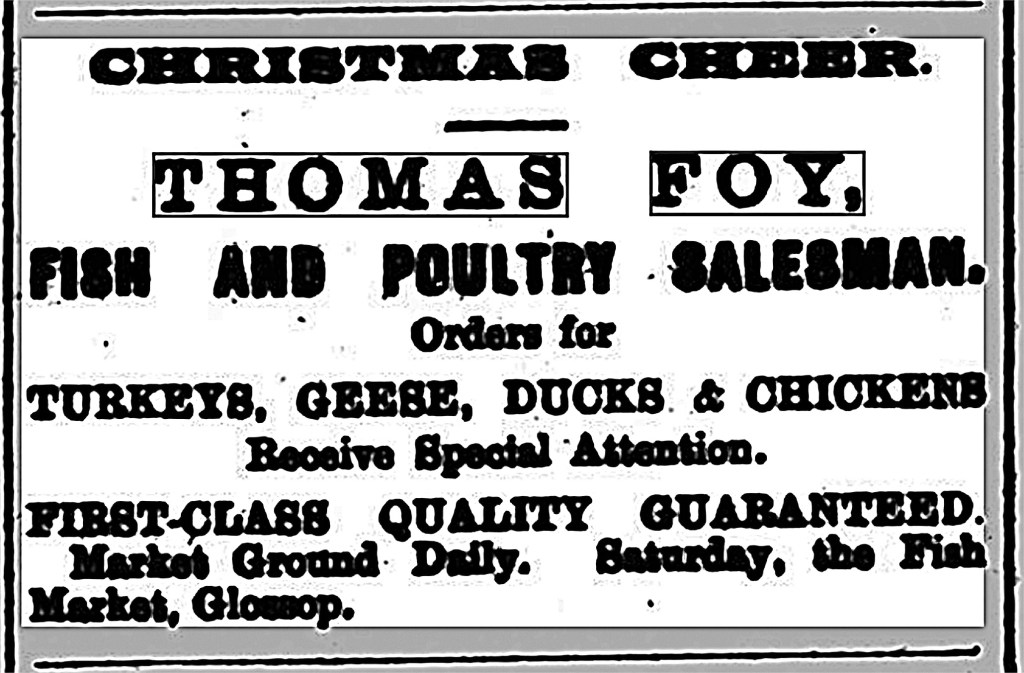 CHRISTMAS CHEER.
THOMAS FOY,
FISH AND POULTRY SALESMAN.
Orders for
TURKEYS, GEESE, DUCKS & CHICKENS
Receive Special Attention.
FIRST-CLASS QUALITY GUARANTEED.
Market Ground Daily. Saturday, the Fish
Market, Glossop.